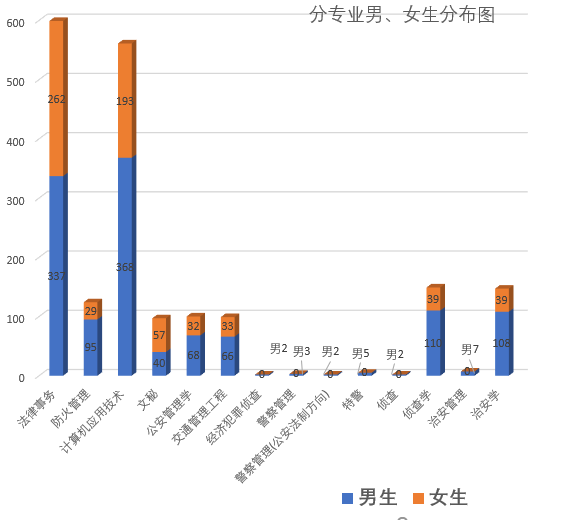 分专业男、女生分布图
600
500
400
300
200
100
0
262
337
29
95
193
368
57
40
32
68
33
66
0
男2
0
男3
0
男2
0
男5
0
男2
39
110
0
男7
39
108
法律事务
防火管理
计算机应用技术
文秘
公安管理学
交通管理工程
经济犯罪侦查
警察管理
警察管理(公安法制方向)
特警
侦查
侦查学
治安管理
治安学
男生 女生